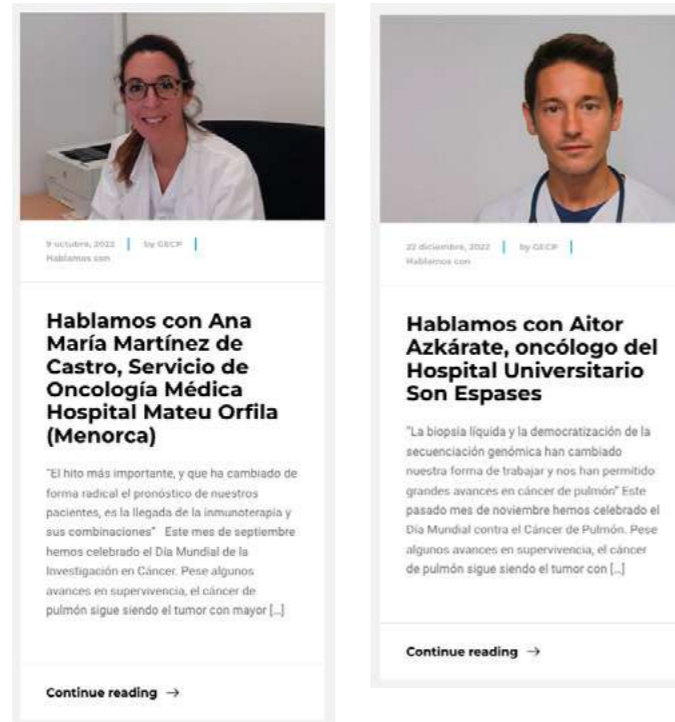 9 octubre, 2022 | by GECP |
Hablamos con
Hablamos con Ana
María Martínez de
Castro, Servicio de
Oncología Médica
Hospital Mateu Orfila
(Menorca)
"El hito más importante, y que ha cambiado de
forma radical el pronóstico de nuestros
pacientes, es la llegada de la inmunoterapia y
sus combinaciones" Este mes de septiembre
hemos celebrado el Día Mundial de la
Investigación en Cáncer. Pese algunos
avances en supervivencia, el cáncer de
pulmón sigue siendo el tumor con mayor [...]
Continue reading →
22 diciembre, 2022 | by GECP |
Hablamos con
Hablamos con Aitor
Azkárate, oncólogo del
Hospital Universitario
Son Espases
"La biopsia líquida y la democratización de la
secuenciación genómica han cambiado
nuestra forma de trabajar y nos han permitido
grandes avances en cáncer de pulmón" Este
pasado mes de noviembre hemos celebrado el
Día Mundial contra el Cáncer de Pulmón. Pese
algunos avances en supervivencia, el cáncer
de pulmón sigue siendo el tumor con [...]
Continue reading →